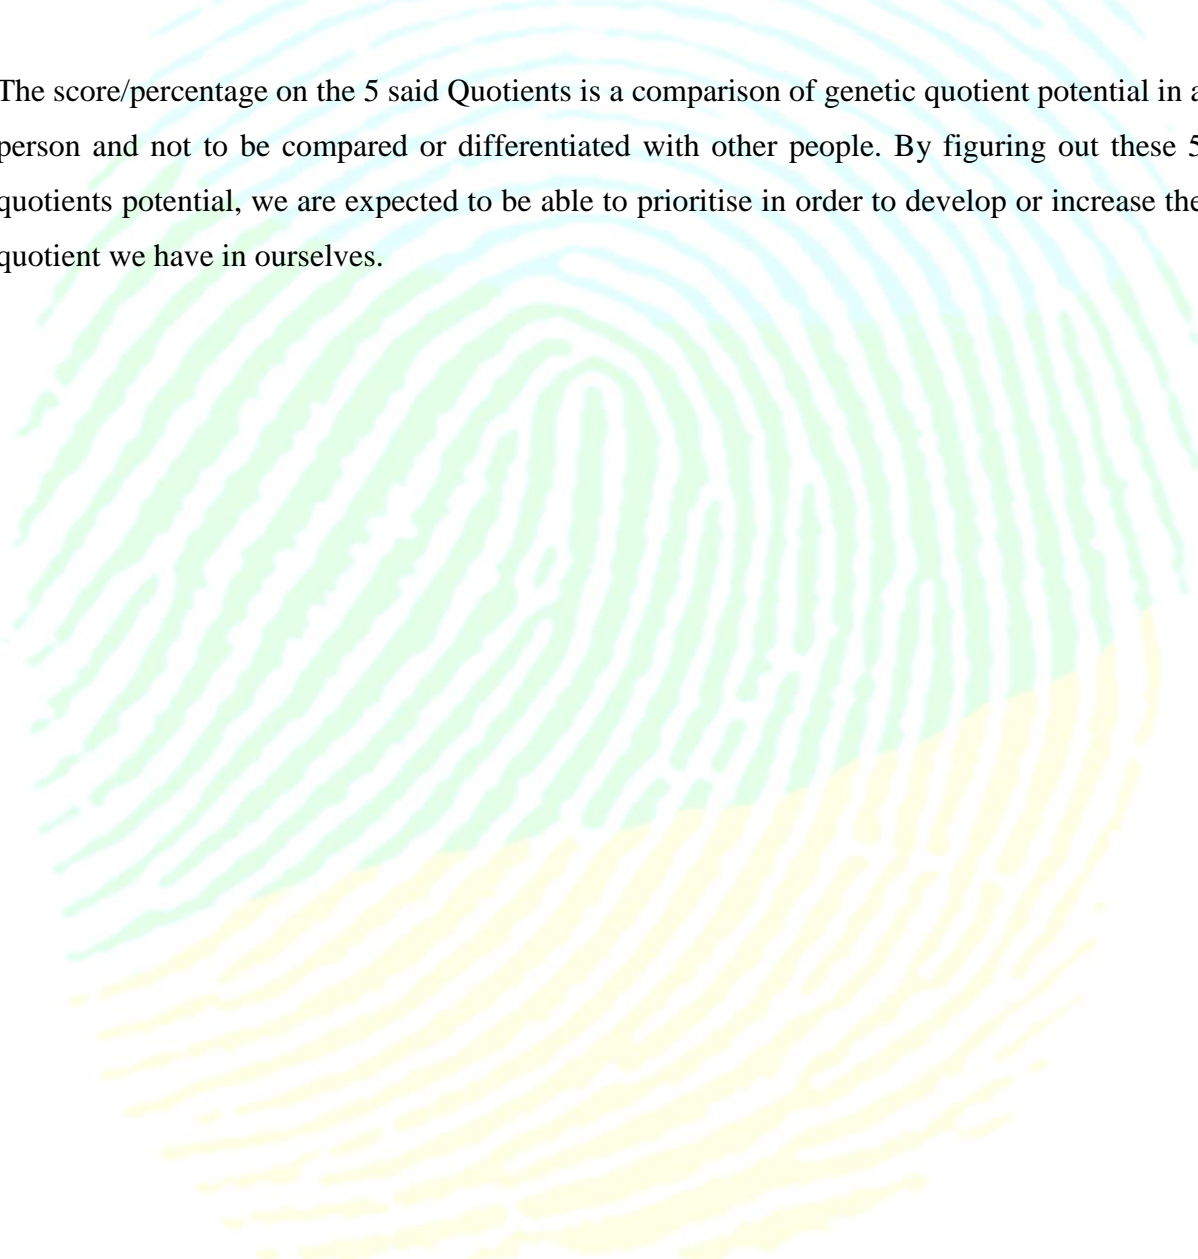 The score/percentage on the 5 said Quotients is a comparison of genetic quotient potential in a
person and not to be compared or differentiated with other people. By figuring out these 5
quotients potential, we are expected to be able to prioritise in order to develop or increase the
quotient we have in ourselves.